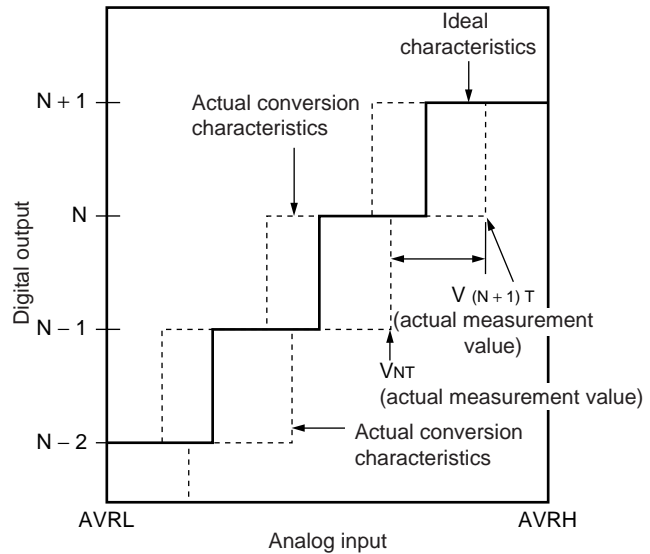 Ideal
characteristics
N + 1
Actual conversion
characteristics
N
Digital output
V (N + 1) T
(actual measurement
value)
N – 1
VNT
(actual measurement value)
N – 2
Actual conversion
characteristics
AVRL
AVRH
Analog input